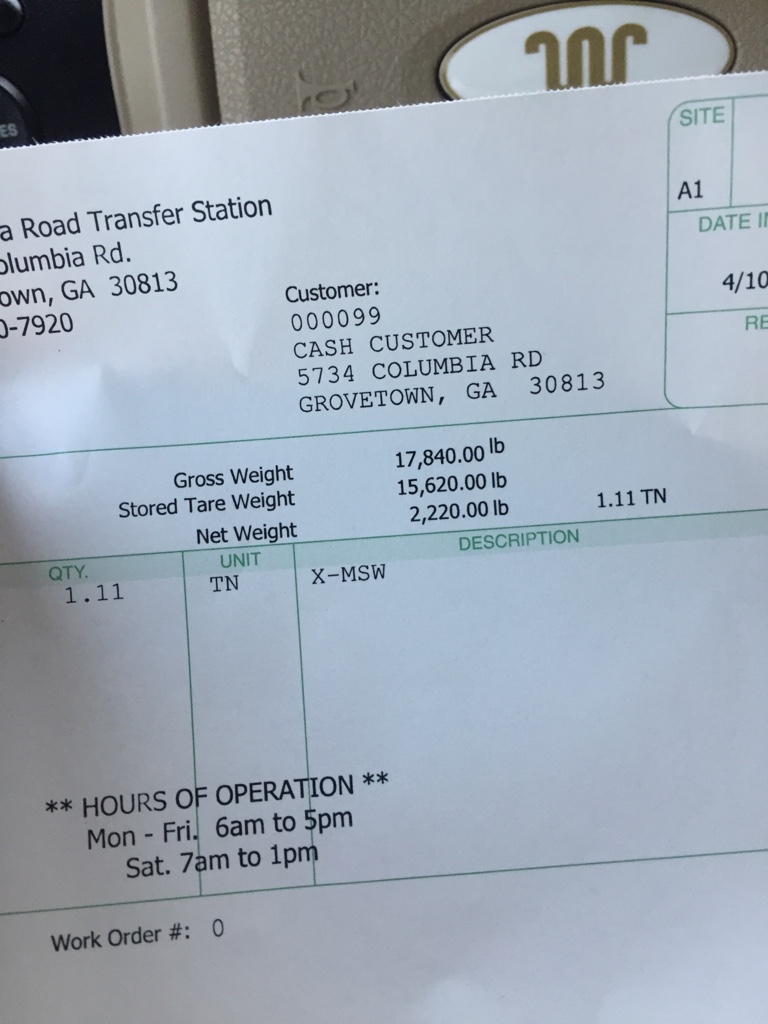 ES
SITE
A1
DATE IN
4/10
RE
a Road Transfer Station
olumbia Rd.
own, GA 30813
0-7920
Customer:
000099
CASH CUSTOMER
5734 COLUMBIA RD
GROVETOWN, GA 30813
Gross Weight 17,840.00 lb
Stored Tare Weight 15,620.00 lb
Net Weight 2,220.00 lb 1.11 TN
QTY. UNIT DESCRIPTION
1.11 TN X-MSW
** HOURS OF OPERATION **
Mon - Fri. 6am to 5pm
Sat. 7am to 1pm
Work Order #: 0